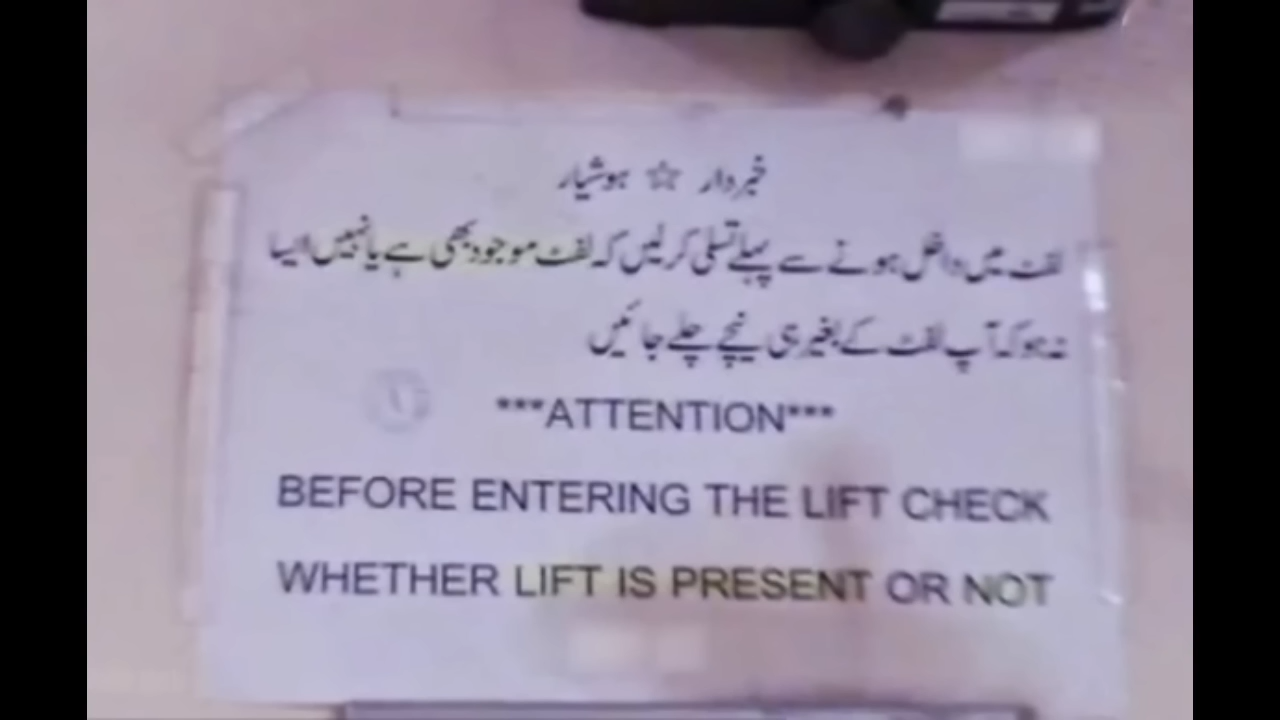 خبردار ☆ ہوشیار
لفٹ میں داخل ہونے سے پہلے تسلی کر لیں کہ لفٹ موجود بھی ہے یا نہیں ایسا
نہ ہو کہ آپ لفٹ کے بغیر ہی نیچے چلے جائیں
***ATTENTION***
BEFORE ENTERING THE LIFT CHECK
WHETHER LIFT IS PRESENT OR NOT